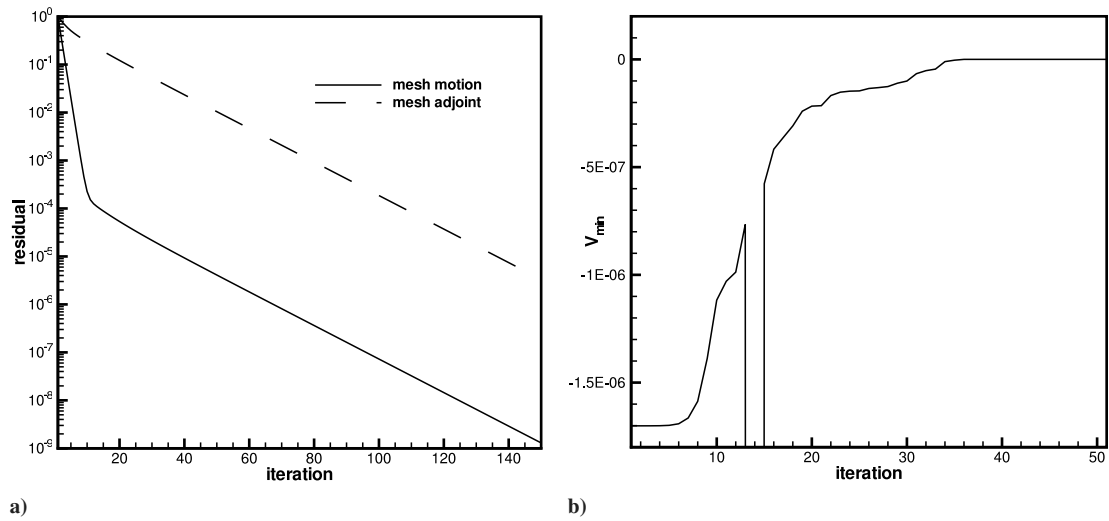 10^0
10^-1
10^-2
10^-3
10^-4
10^-5
10^-6
10^-7
10^-8
10^-9
residual
mesh motion
mesh adjoint
20 40 60 80 100 120 140
iteration
a)
0
-5E-07
-1E-06
-1.5E-06
V_min
10 20 30 40 50
iteration
b)